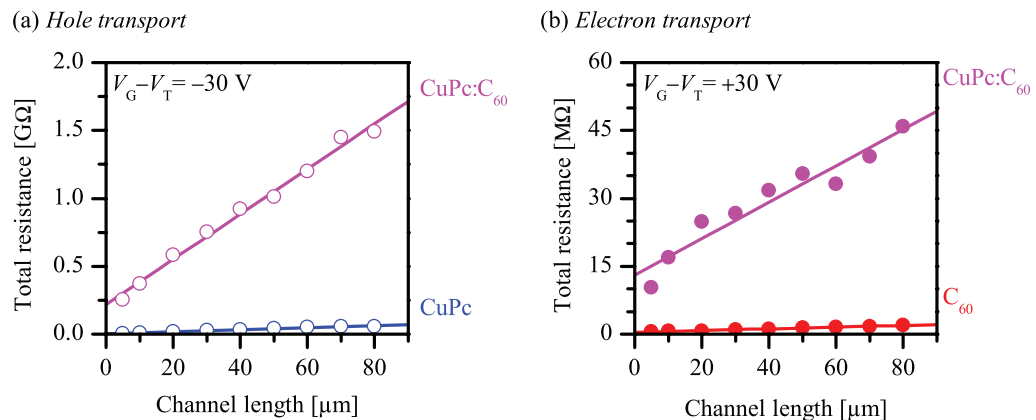 (a) Hole transport
V_G–V_T= –30 V
2.0
1.5
1.0
0.5
0.0
Total resistance [GΩ]
0 20 40 60 80
Channel length [µm]
CuPc:C₆₀
CuPc
(b) Electron transport
V_G–V_T= +30 V
60
45
30
15
0
Total resistance [MΩ]
0 20 40 60 80
Channel length [µm]
CuPc:C₆₀
C₆₀